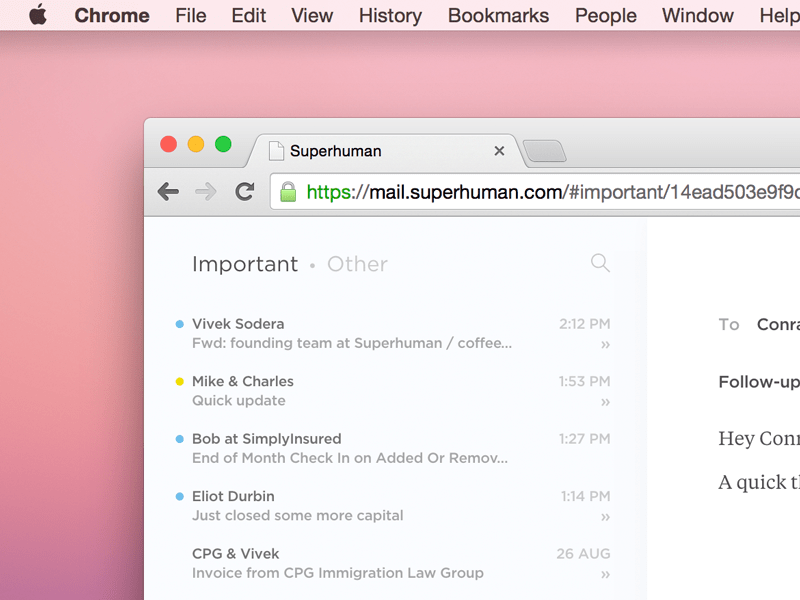 Chrome File Edit View History Bookmarks People Window Help
Superhuman
https://mail.superhuman.com/#important/14ead503e9f9
Important • Other
Vivek Sodera 2:12 PM
Fwd: founding team at Superhuman / coffee... »
Mike & Charles 1:53 PM
Quick update »
Bob at SimplyInsured 1:27 PM
End of Month Check In on Added Or Remov...
Eliot Durbin 1:14 PM
Just closed some more capital »
CPG & Vivek 26 AUG
Invoice from CPG Immigration Law Group »
To Conra
Follow-up
Hey Con
A quick